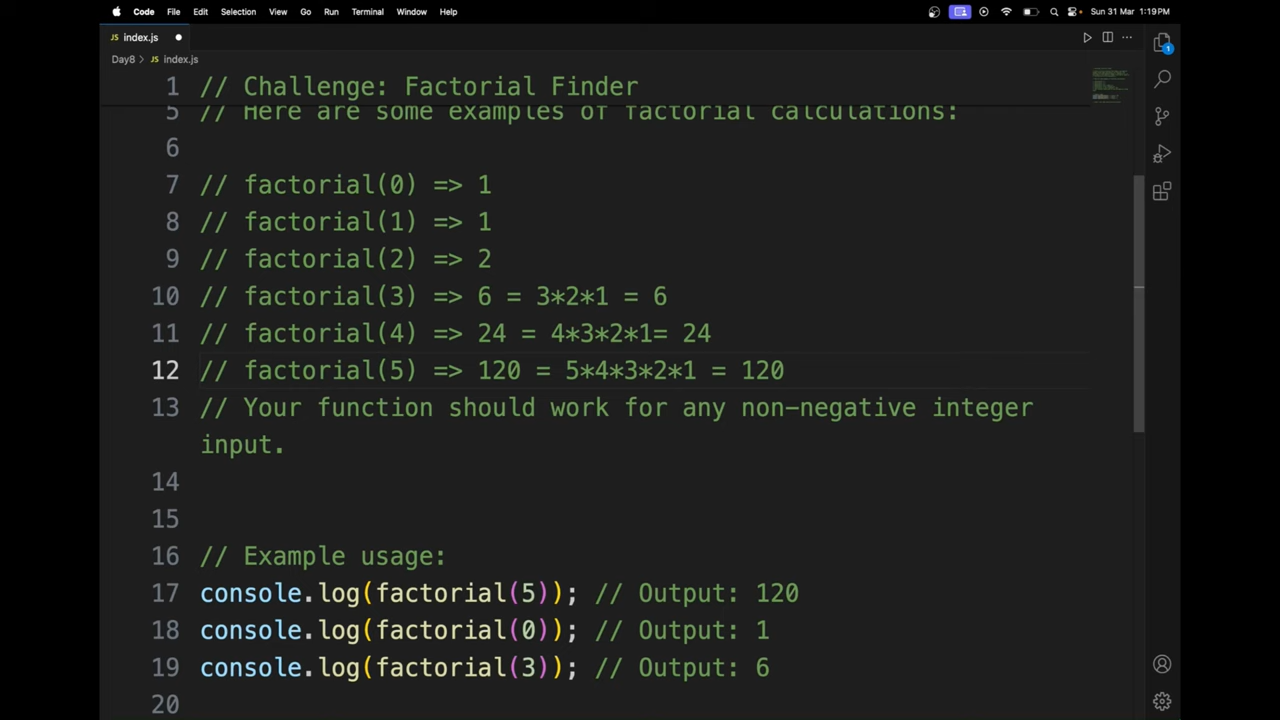 Code File Edit Selection View Go Run Terminal Window Help Sun 31 Mar 1:19 PM
JS index.js
Day8 > JS index.js
1 // Challenge: Factorial Finder
5 // Here are some examples of factorial calculations:
6
7 // factorial(0) => 1
8 // factorial(1) => 1
9 // factorial(2) => 2
10 // factorial(3) => 6 = 3*2*1 = 6
11 // factorial(4) => 24 = 4*3*2*1= 24
12 // factorial(5) => 120 = 5*4*3*2*1 = 120
13 // Your function should work for any non-negative integer
input.
14
15
16 // Example usage:
17 console.log(factorial(5)); // Output: 120
18 console.log(factorial(0)); // Output: 1
19 console.log(factorial(3)); // Output: 6
20
1